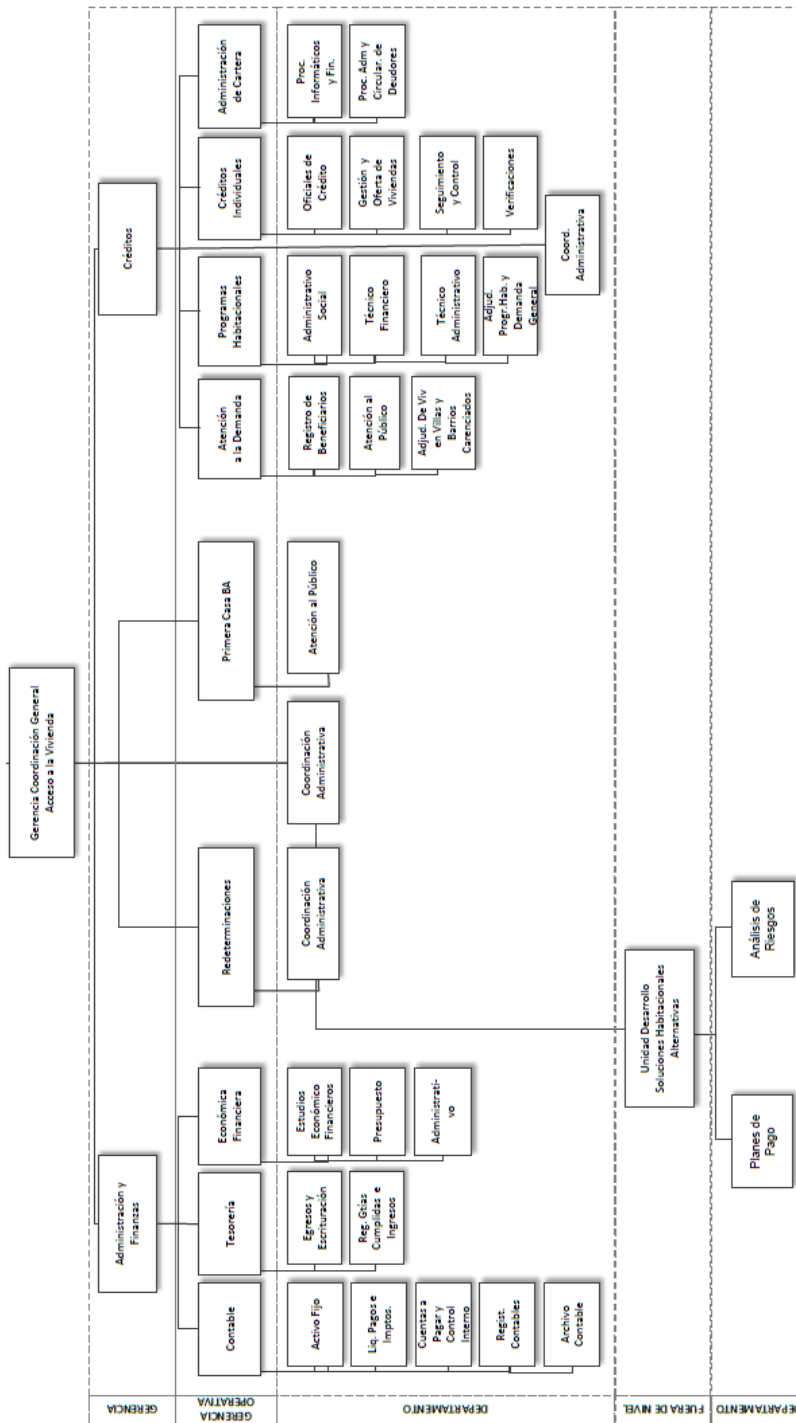 Gerencia Coordinación General
Acceso a la Vivienda
GERENCIA
Administración y
Finanzas
Créditos
GERENCIA
OPERATIVA
Contable
Tesorería
Económica
Financiera
Redeterminaciones
Primera Casa BA
Atención
a la Demanda
Programas
Habitacionales
Créditos
Individuales
Administración
de Cartera
DEPARTAMENTO
Activo Fijo
Liq. Pagos e
Imptos.
Cuentas a
Pagar y
Control
Interno
Regist.
Contables
Archivo
Contable
Egresos y
Escrituración
Reg. Gtías
Cumplidas e
Ingresos
Estudios
Económico
Financieros
Presupuesto
Administrati-
vo
Coordinación
Administrativa
Coordinación
Administrativa
Atención al Público
Registro de
Beneficiarios
Atención al
Público
Adjud. De Viv
en Villas y
Barrios
Carenciados
Administrativo
Social
Técnico
Financiero
Técnico
Administrativo
Adjud.
Progr.Hab. y
Demanda
General
Oficiales de
Crédito
Gestión y
Oferta de
Viviendas
Seguimiento
y Control
Verificaciones
Proc.
Informáticos
y Fin.
Proc. Adm y
Circular. de
Deudores
Coord.
Administrativa
FUERA DE NIVEL
Unidad Desarrollo
Soluciones Habitacionales
Alternativas
DEPARTAMENTO
Planes de
Pago
Análisis de
Riesgos